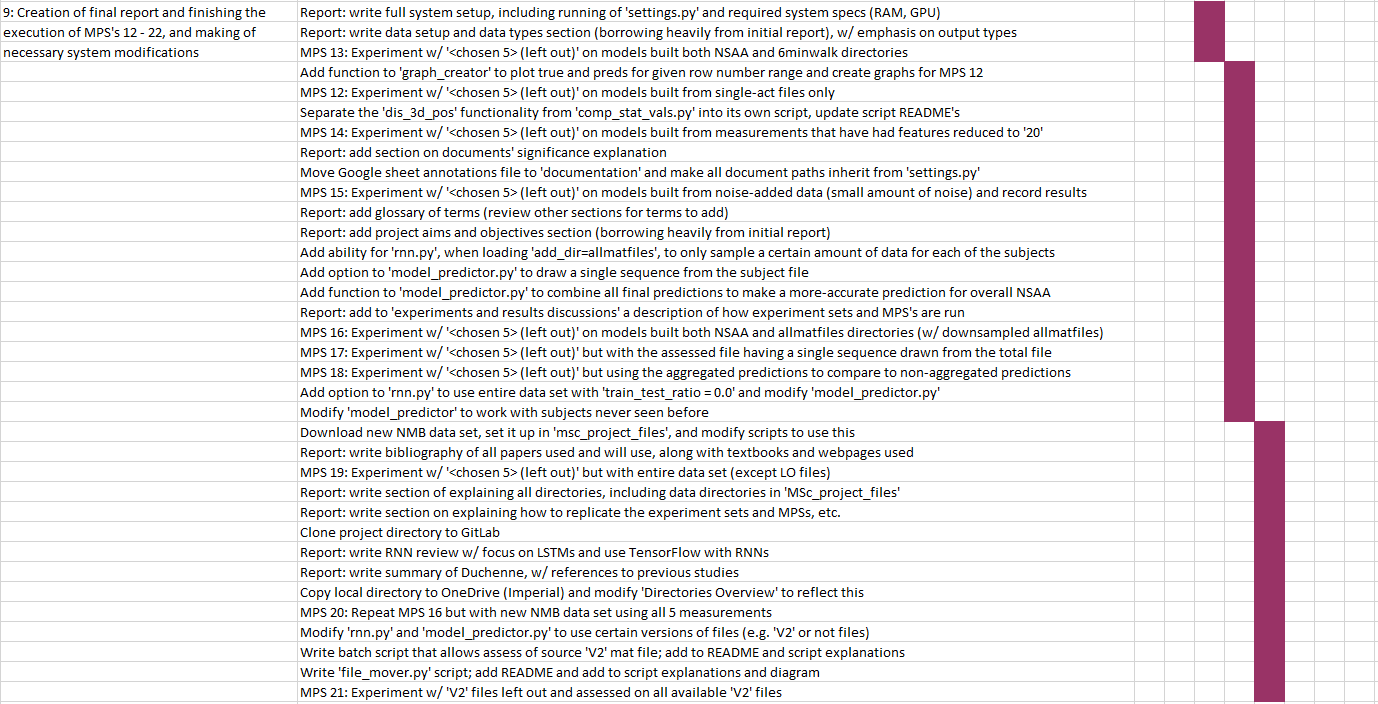 9: Creation of final report and finishing the
execution of MPS's 12 - 22, and making of
necessary system modifications
Report: write full system setup, including running of 'settings.py' and required system specs (RAM, GPU)
Report: write data setup and data types section (borrowing heavily from initial report), w/ emphasis on output types
MPS 13: Experiment w/ '<chosen 5> (left out)' on models built both NSAA and 6minwalk directories
Add function to 'graph_creator' to plot true and preds for given row number range and create graphs for MPS 12
MPS 12: Experiment w/ '<chosen 5> (left out)' on models built from single-act files only
Separate the 'dis_3d_pos' functionality from 'comp_stat_vals.py' into its own script, update script README's
MPS 14: Experiment w/ '<chosen 5> (left out)' on models built from measurements that have had features reduced to '20'
Report: add section on documents' significance explanation
Move Google sheet annotations file to 'documentation' and make all document paths inherit from 'settings.py'
MPS 15: Experiment w/ '<chosen 5> (left out)' on models built from noise-added data (small amount of noise) and record results
Report: add glossary of terms (review other sections for terms to add)
Report: add project aims and objectives section (borrowing heavily from initial report)
Add ability for 'rnn.py', when loading 'add_dir=allmatfiles', to only sample a certain amount of data for each of the subjects
Add option to 'model_predictor.py' to draw a single sequence from the subject file
Add function to 'model_predictor.py' to combine all final predictions to make a more-accurate prediction for overall NSAA
Report: add to 'experiments and results discussions' a description of how experiment sets and MPS's are run
MPS 16: Experiment w/ '<chosen 5> (left out)' on models built both NSAA and allmatfiles directories (w/ downsampled allmatfiles)
MPS 17: Experiment w/ '<chosen 5> (left out)' but with the assessed file having a single sequence drawn from the total file
MPS 18: Experiment w/ '<chosen 5> (left out)' but using the aggregated predictions to compare to non-aggregated predictions
Add option to 'rnn.py' to use entire data set with 'train_test_ratio = 0.0' and modify 'model_predictor.py'
Modify 'model_predictor' to work with subjects never seen before
Download new NMB data set, set it up in 'msc_project_files', and modify scripts to use this
Report: write bibliography of all papers used and will use, along with textbooks and webpages used
MPS 19: Experiment w/ '<chosen 5> (left out)' but with entire data set (except LO files)
Report: write section of explaining all directories, including data directories in 'MSc_project_files'
Report: write section on explaining how to replicate the experiment sets and MPSs, etc.
Clone project directory to GitLab
Report: write RNN review w/ focus on LSTMs and use TensorFlow with RNNs
Report: write summary of Duchenne, w/ references to previous studies
Copy local directory to OneDrive (Imperial) and modify 'Directories Overview' to reflect this
MPS 20: Repeat MPS 16 but with new NMB data set using all 5 measurements
Modify 'rnn.py' and 'model_predictor.py' to use certain versions of files (e.g. 'V2' or not files)
Write batch script that allows assess of source 'V2' mat file; add to README and script explanations
Write 'file_mover.py' script; add README and add to script explanations and diagram
MPS 21: Experiment w/ 'V2' files left out and assessed on all available 'V2' files